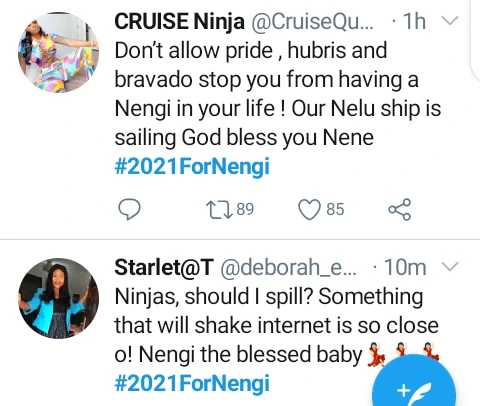 CRUISE Ninja @CruiseQu... · 1h
Don't allow pride , hubris and
bravado stop you from having a
Nengi in your life ! Our Nelu ship is
sailing God bless you Nene
#2021ForNengi
89 85
Starlet@T @deborah_e... · 10m
Ninjas, should I spill? Something
that will shake internet is so close
o! Nengi the blessed baby 💃💃💃
#2021ForNengi